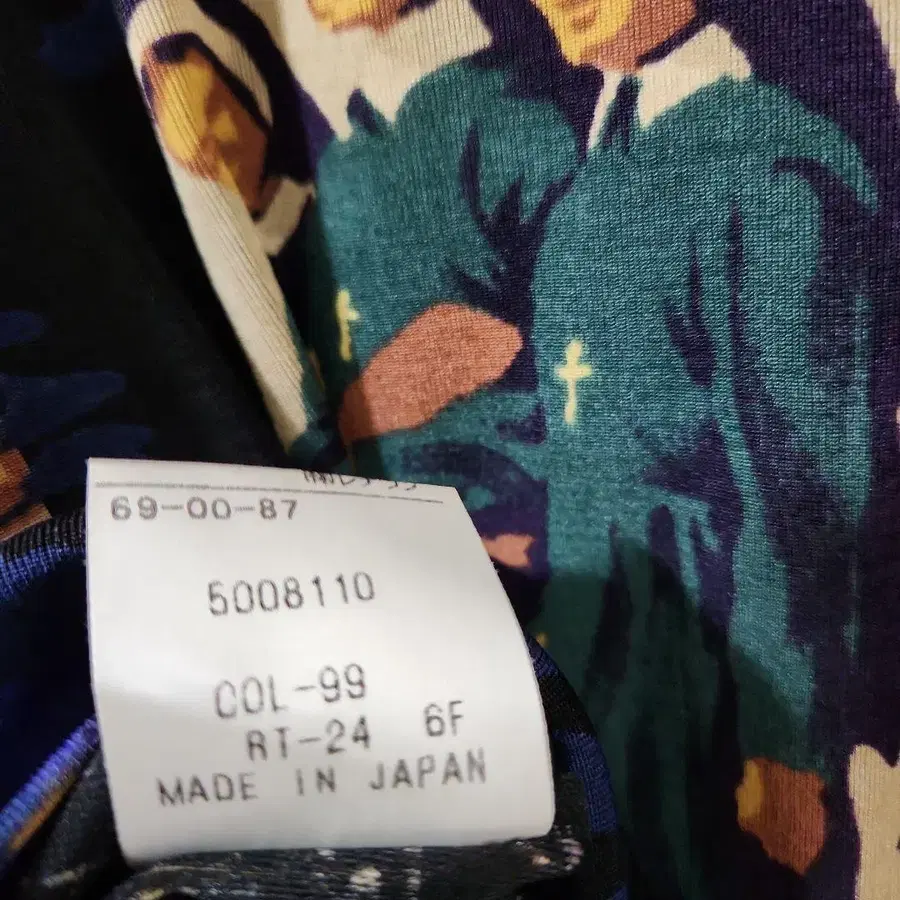 69-00-87
5008110
COL-99
RT-24 6F
MADE IN JAPAN